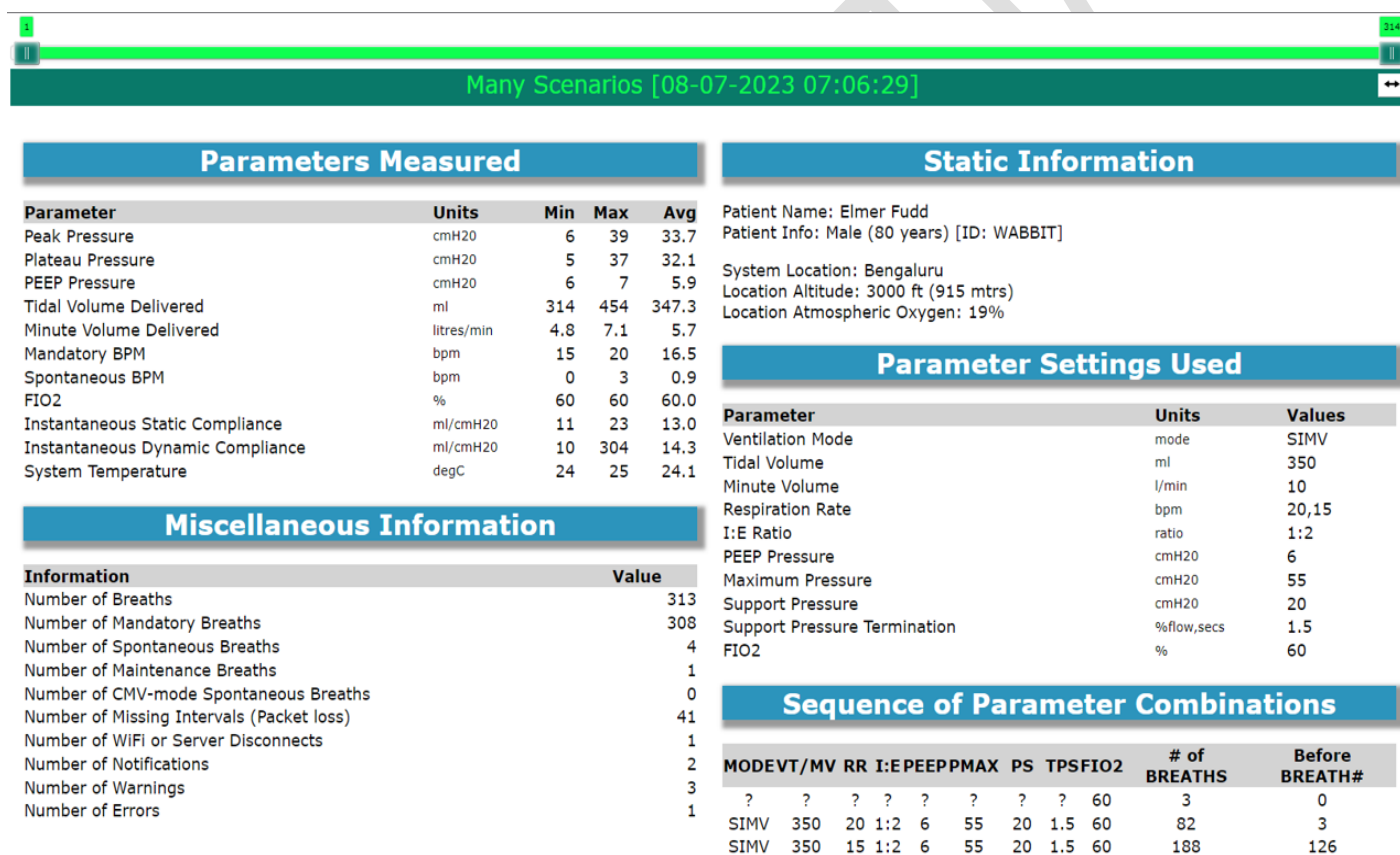 1
314
Many Scenarios [08-07-2023 07:06:29]
Parameters Measured
Parameter Units Min Max Avg
Peak Pressure cmH20 6 39 33.7
Plateau Pressure cmH20 5 37 32.1
PEEP Pressure cmH20 6 7 5.9
Tidal Volume Delivered ml 314 454 347.3
Minute Volume Delivered litres/min 4.8 7.1 5.7
Mandatory BPM bpm 15 20 16.5
Spontaneous BPM bpm 0 3 0.9
FIO2 % 60 60 60.0
Instantaneous Static Compliance ml/cmH20 11 23 13.0
Instantaneous Dynamic Compliance ml/cmH20 10 304 14.3
System Temperature degC 24 25 24.1
Miscellaneous Information
Information Value
Number of Breaths 313
Number of Mandatory Breaths 308
Number of Spontaneous Breaths 4
Number of Maintenance Breaths 1
Number of CMV-mode Spontaneous Breaths 0
Number of Missing Intervals (Packet loss) 41
Number of WiFi or Server Disconnects 1
Number of Notifications 2
Number of Warnings 3
Number of Errors 1
Static Information
Patient Name: Elmer Fudd
Patient Info: Male (80 years) [ID: WABBIT]
System Location: Bengaluru
Location Altitude: 3000 ft (915 mtrs)
Location Atmospheric Oxygen: 19%
Parameter Settings Used
Parameter Units Values
Ventilation Mode mode SIMV
Tidal Volume ml 350
Minute Volume l/min 10
Respiration Rate bpm 20,15
I:E Ratio ratio 1:2
PEEP Pressure cmH20 6
Maximum Pressure cmH20 55
Support Pressure cmH20 20
Support Pressure Termination %flow,secs 1.5
FIO2 % 60
Sequence of Parameter Combinations
MODE VT/MV RR I:E PEEP PMAX PS TPS FIO2 # of BREATHS Before BREATH#
? ? ? ? ? ? ? ? 60 3 0
SIMV 350 20 1:2 6 55 20 1.5 60 82 3
SIMV 350 15 1:2 6 55 20 1.5 60 188 126